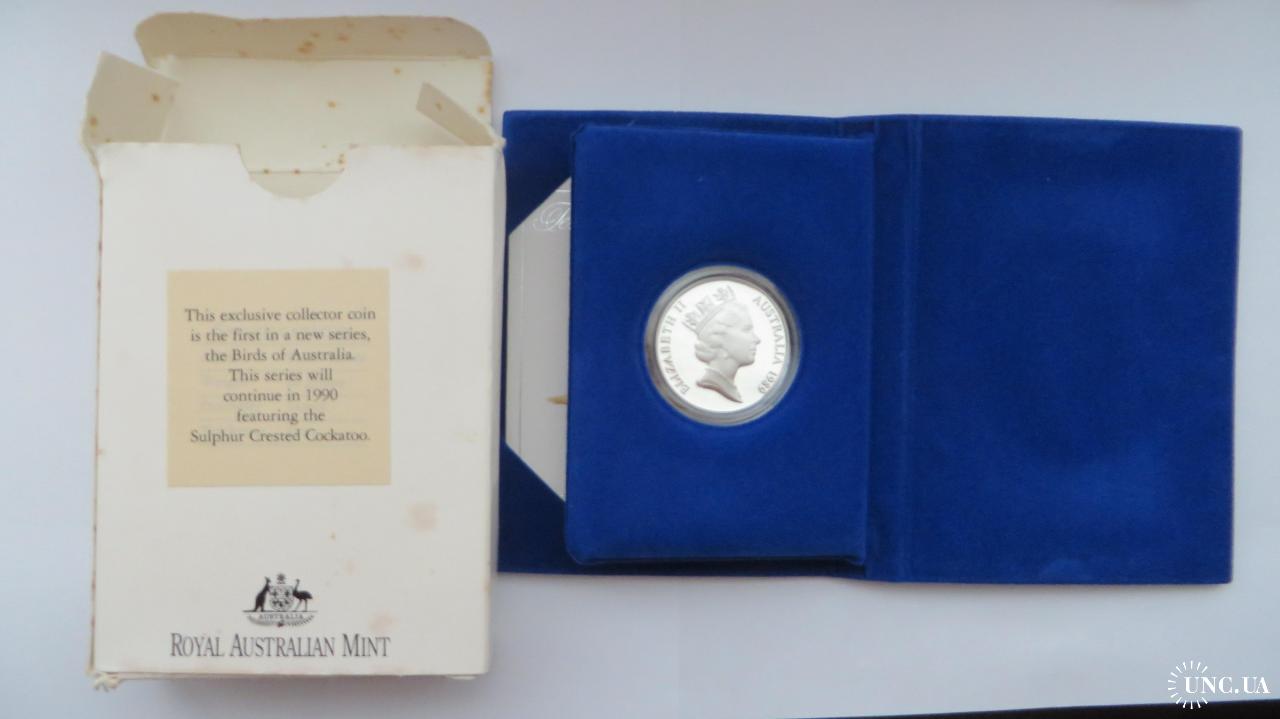 This exclusive collector coin
is the first in a new series,
the Birds of Australia.
This series will
continue in 1990
featuring the
Sulphur Crested Cockatoo.
AUSTRALIA
ROYAL AUSTRALIAN MINT
ELIZABETH II
AUSTRALIA 1989
UNC.UA